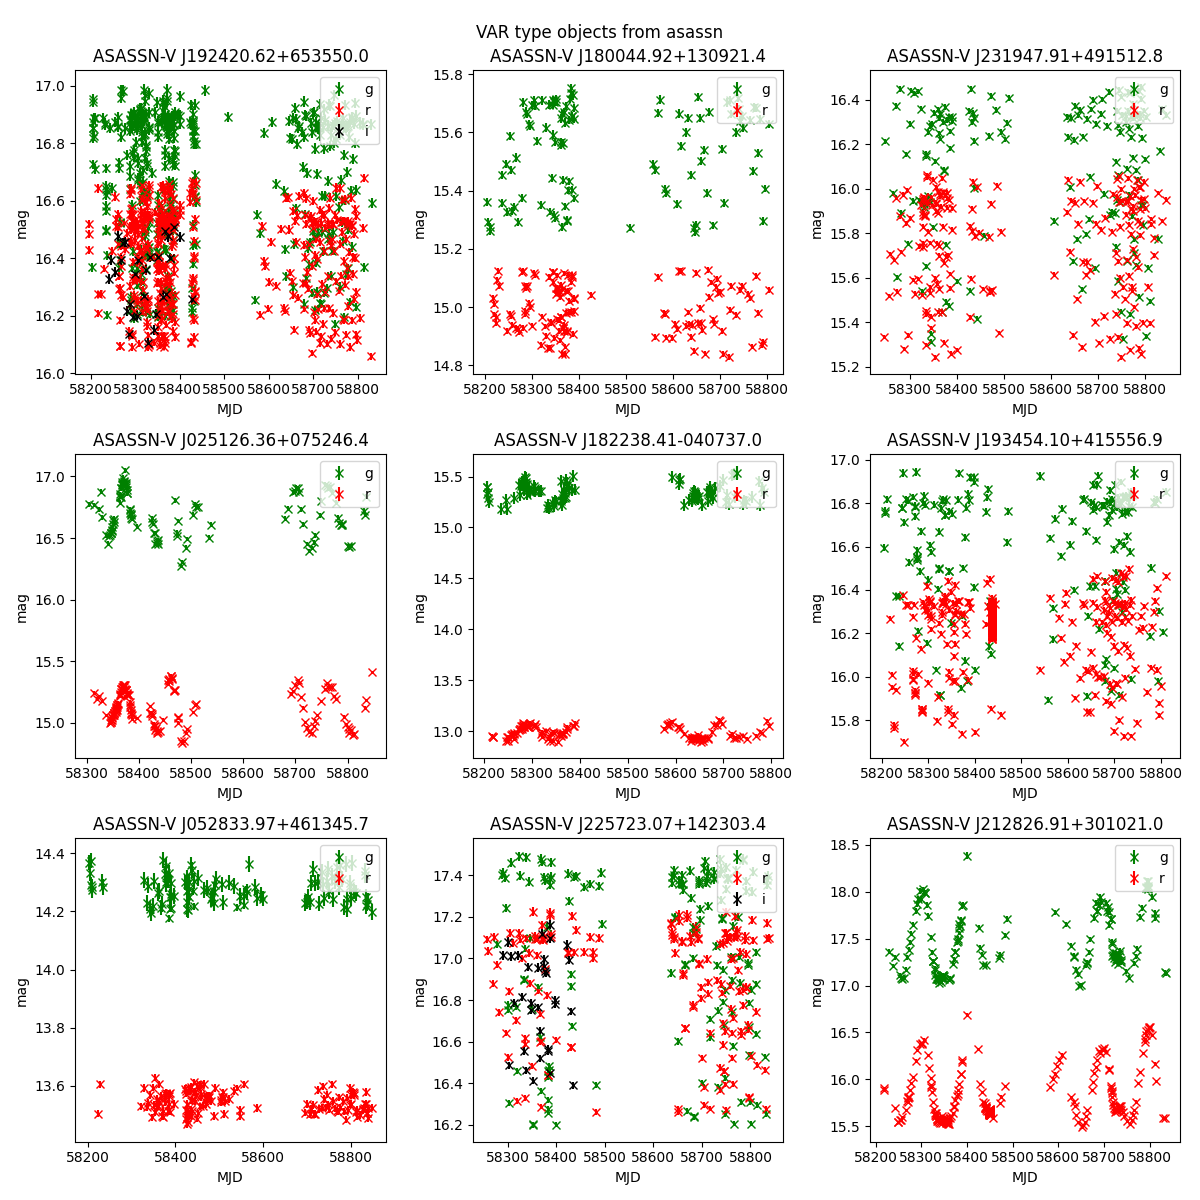 VAR type objects from asassn
ASASSN-V J192420.62+653550.0
ASASSN-V J180044.92+130921.4
ASASSN-V J231947.91+491512.8
17.0
16.8
16.6
16.4
16.2
16.0
mag
g
r
i
58200 58300 58400 58500 58600 58700 58800
MJD
15.8
15.6
15.4
15.2
15.0
14.8
mag
g
r
58200 58300 58400 58500 58600 58700 58800
MJD
16.4
16.2
16.0
15.8
15.6
15.4
15.2
mag
g
r
58300 58400 58500 58600 58700 58800
MJD
ASASSN-V J025126.36+075246.4
ASASSN-V J182238.41-040737.0
ASASSN-V J193454.10+415556.9
17.0
16.5
16.0
15.5
15.0
mag
g
r
58300 58400 58500 58600 58700 58800
MJD
15.5
15.0
14.5
14.0
13.5
13.0
mag
g
r
58200 58300 58400 58500 58600 58700 58800
MJD
17.0
16.8
16.6
16.4
16.2
16.0
15.8
mag
g
r
58200 58300 58400 58500 58600 58700 58800
MJD
ASASSN-V J052833.97+461345.7
ASASSN-V J225723.07+142303.4
ASASSN-V J212826.91+301021.0
14.4
14.2
14.0
13.8
13.6
mag
g
r
58200 58400 58600 58800
MJD
17.4
17.2
17.0
16.8
16.6
16.4
16.2
mag
g
r
i
58300 58400 58500 58600 58700 58800
MJD
18.5
18.0
17.5
17.0
16.5
16.0
15.5
mag
g
r
58200 58300 58400 58500 58600 58700 58800
MJD